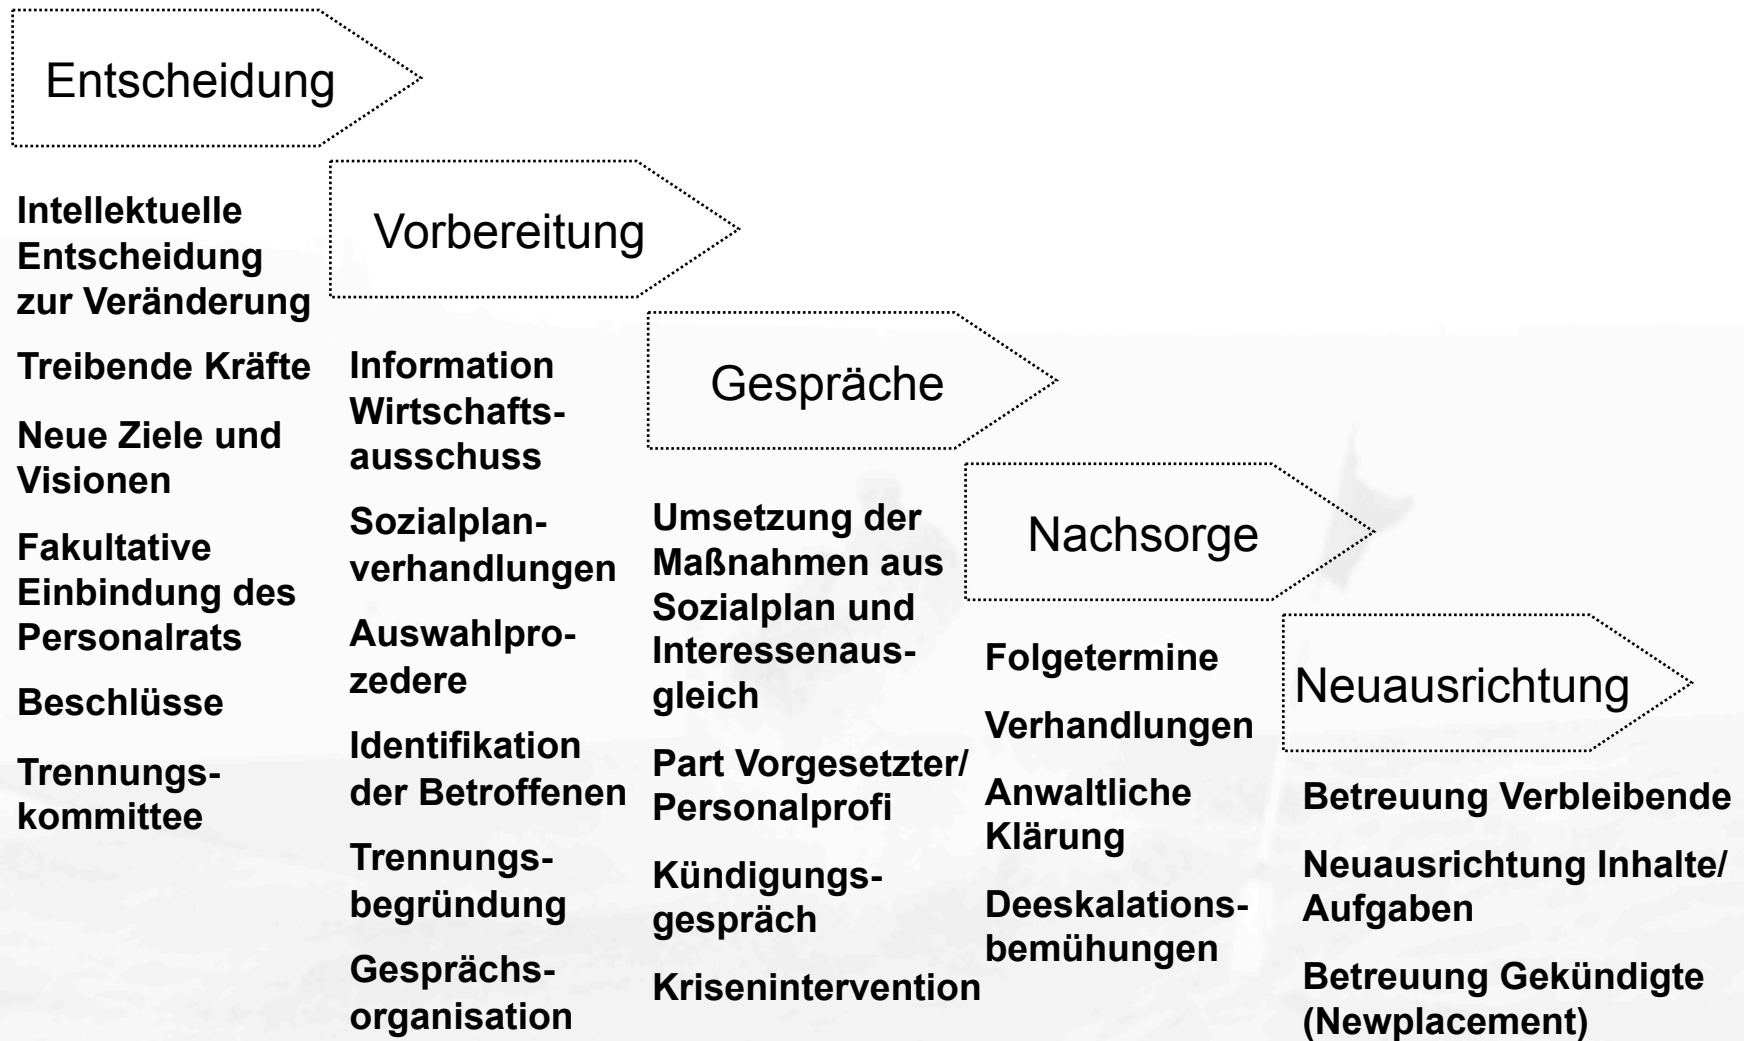 Entscheidung
Intellektuelle
Entscheidung
zur Veränderung
Treibende Kräfte
Neue Ziele und
Visionen
Fakultative
Einbindung des
Personalrats
Beschlüsse
Trennungs-
kommittee
Vorbereitung
Information
Wirtschafts-
ausschuss
Sozialplan-
verhandlungen
Auswahlpro-
zedere
Identifikation
der Betroffenen
Trennungs-
begründung
Gesprächs-
organisation
Gespräche
Umsetzung der
Maßnahmen aus
Sozialplan und
Interessenaus-
gleich
Part Vorgesetzter/
Personalprofi
Kündigungs-
gespräch
Krisenintervention
Nachsorge
Folgetermine
Verhandlungen
Anwaltliche
Klärung
Deeskalations-
bemühungen
Neuausrichtung
Betreuung Verbleibende
Neuausrichtung Inhalte/
Aufgaben
Betreuung Gekündigte
(Newplacement)